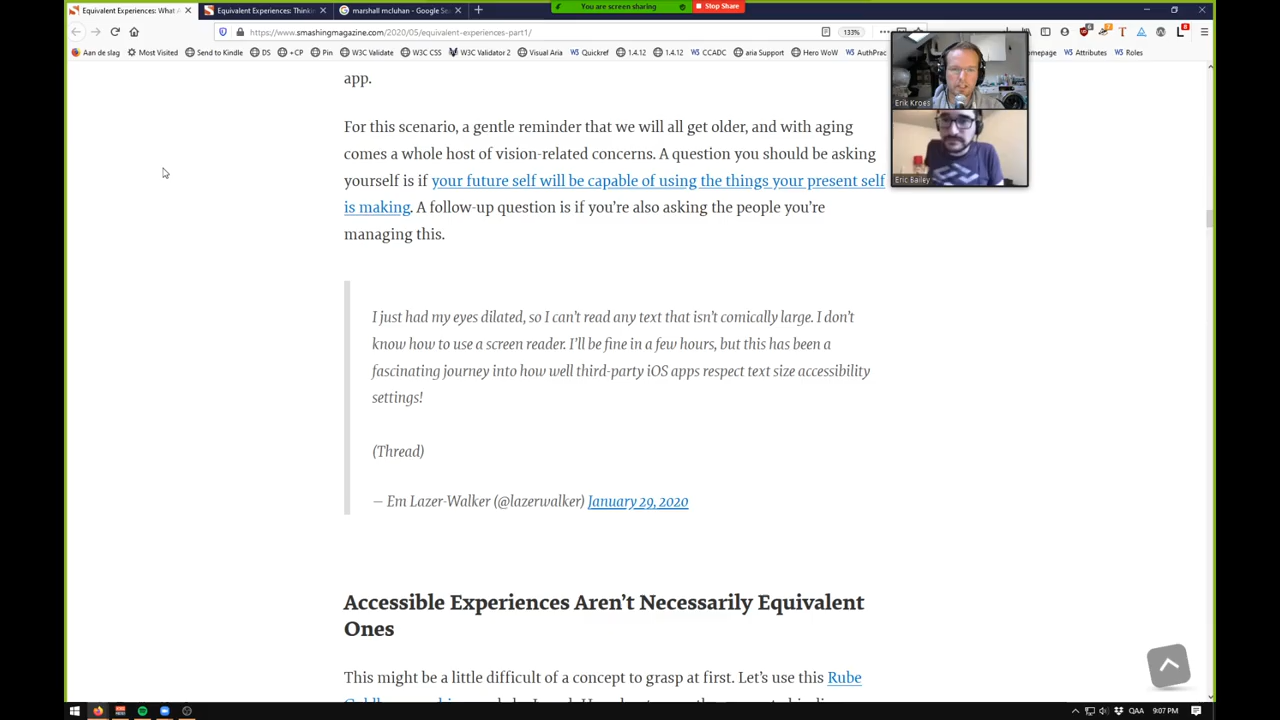 Equivalent Experiences: What A
Equivalent Experiences: Thinkin
marshall mcluhan - Google Sea
You are screen sharing
Stop Share
https://www.smashingmagazine.com/2020/05/equivalent-experiences-part1/
133%
Aan de slag
Most Visited
Send to Kindle
DS
+CP
Pin
W3C Validate
W3C CSS
W3C Validator 2
Visual Aria
Quickref
1.4.12
1.4.12
CCADC
aria Support
Hero WoW
AuthPrac
omepage
Attributes
Roles
Erik Kroes
Eric Bailey
app.
For this scenario, a gentle reminder that we will all get older, and with aging
comes a whole host of vision-related concerns. A question you should be asking
yourself is if your future self will be capable of using the things your present self
is making. A follow-up question is if you’re also asking the people you’re
managing this.
I just had my eyes dilated, so I can’t read any text that isn’t comically large. I don’t
know how to use a screen reader. I’ll be fine in a few hours, but this has been a
fascinating journey into how well third-party iOS apps respect text size accessibility
settings!
(Thread)
— Em Lazer-Walker (@lazerwalker) January 29, 2020
Accessible Experiences Aren’t Necessarily Equivalent
Ones
This might be a little difficult of a concept to grasp at first. Let’s use this Rube
QAA
9:07 PM